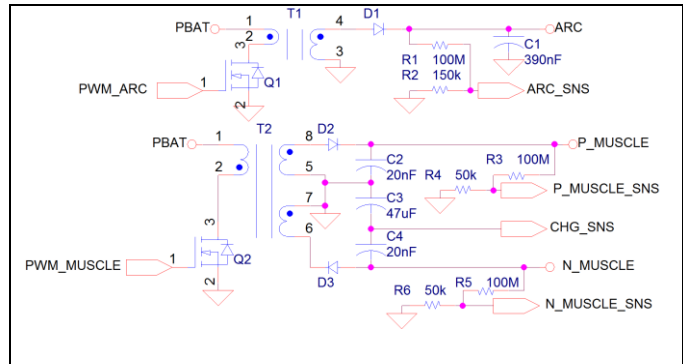 PBAT 1 T1 4 D1 ARC
2 3 C1
3 R1 100M 390nF
R2 150k
PWM_ARC 1 Q1 ARC_SNS
2
PBAT 1 T2 8 D2 P_MUSCLE
C2 R3 100M
2 5 20nF R4 50k
P_MUSCLE_SNS
7 C3
47uF
CHG_SNS
3 6 C4
20nF
PWM_MUSCLE 1 Q2 D3 N_MUSCLE
2 R6 50k R5 100M
N_MUSCLE_SNS